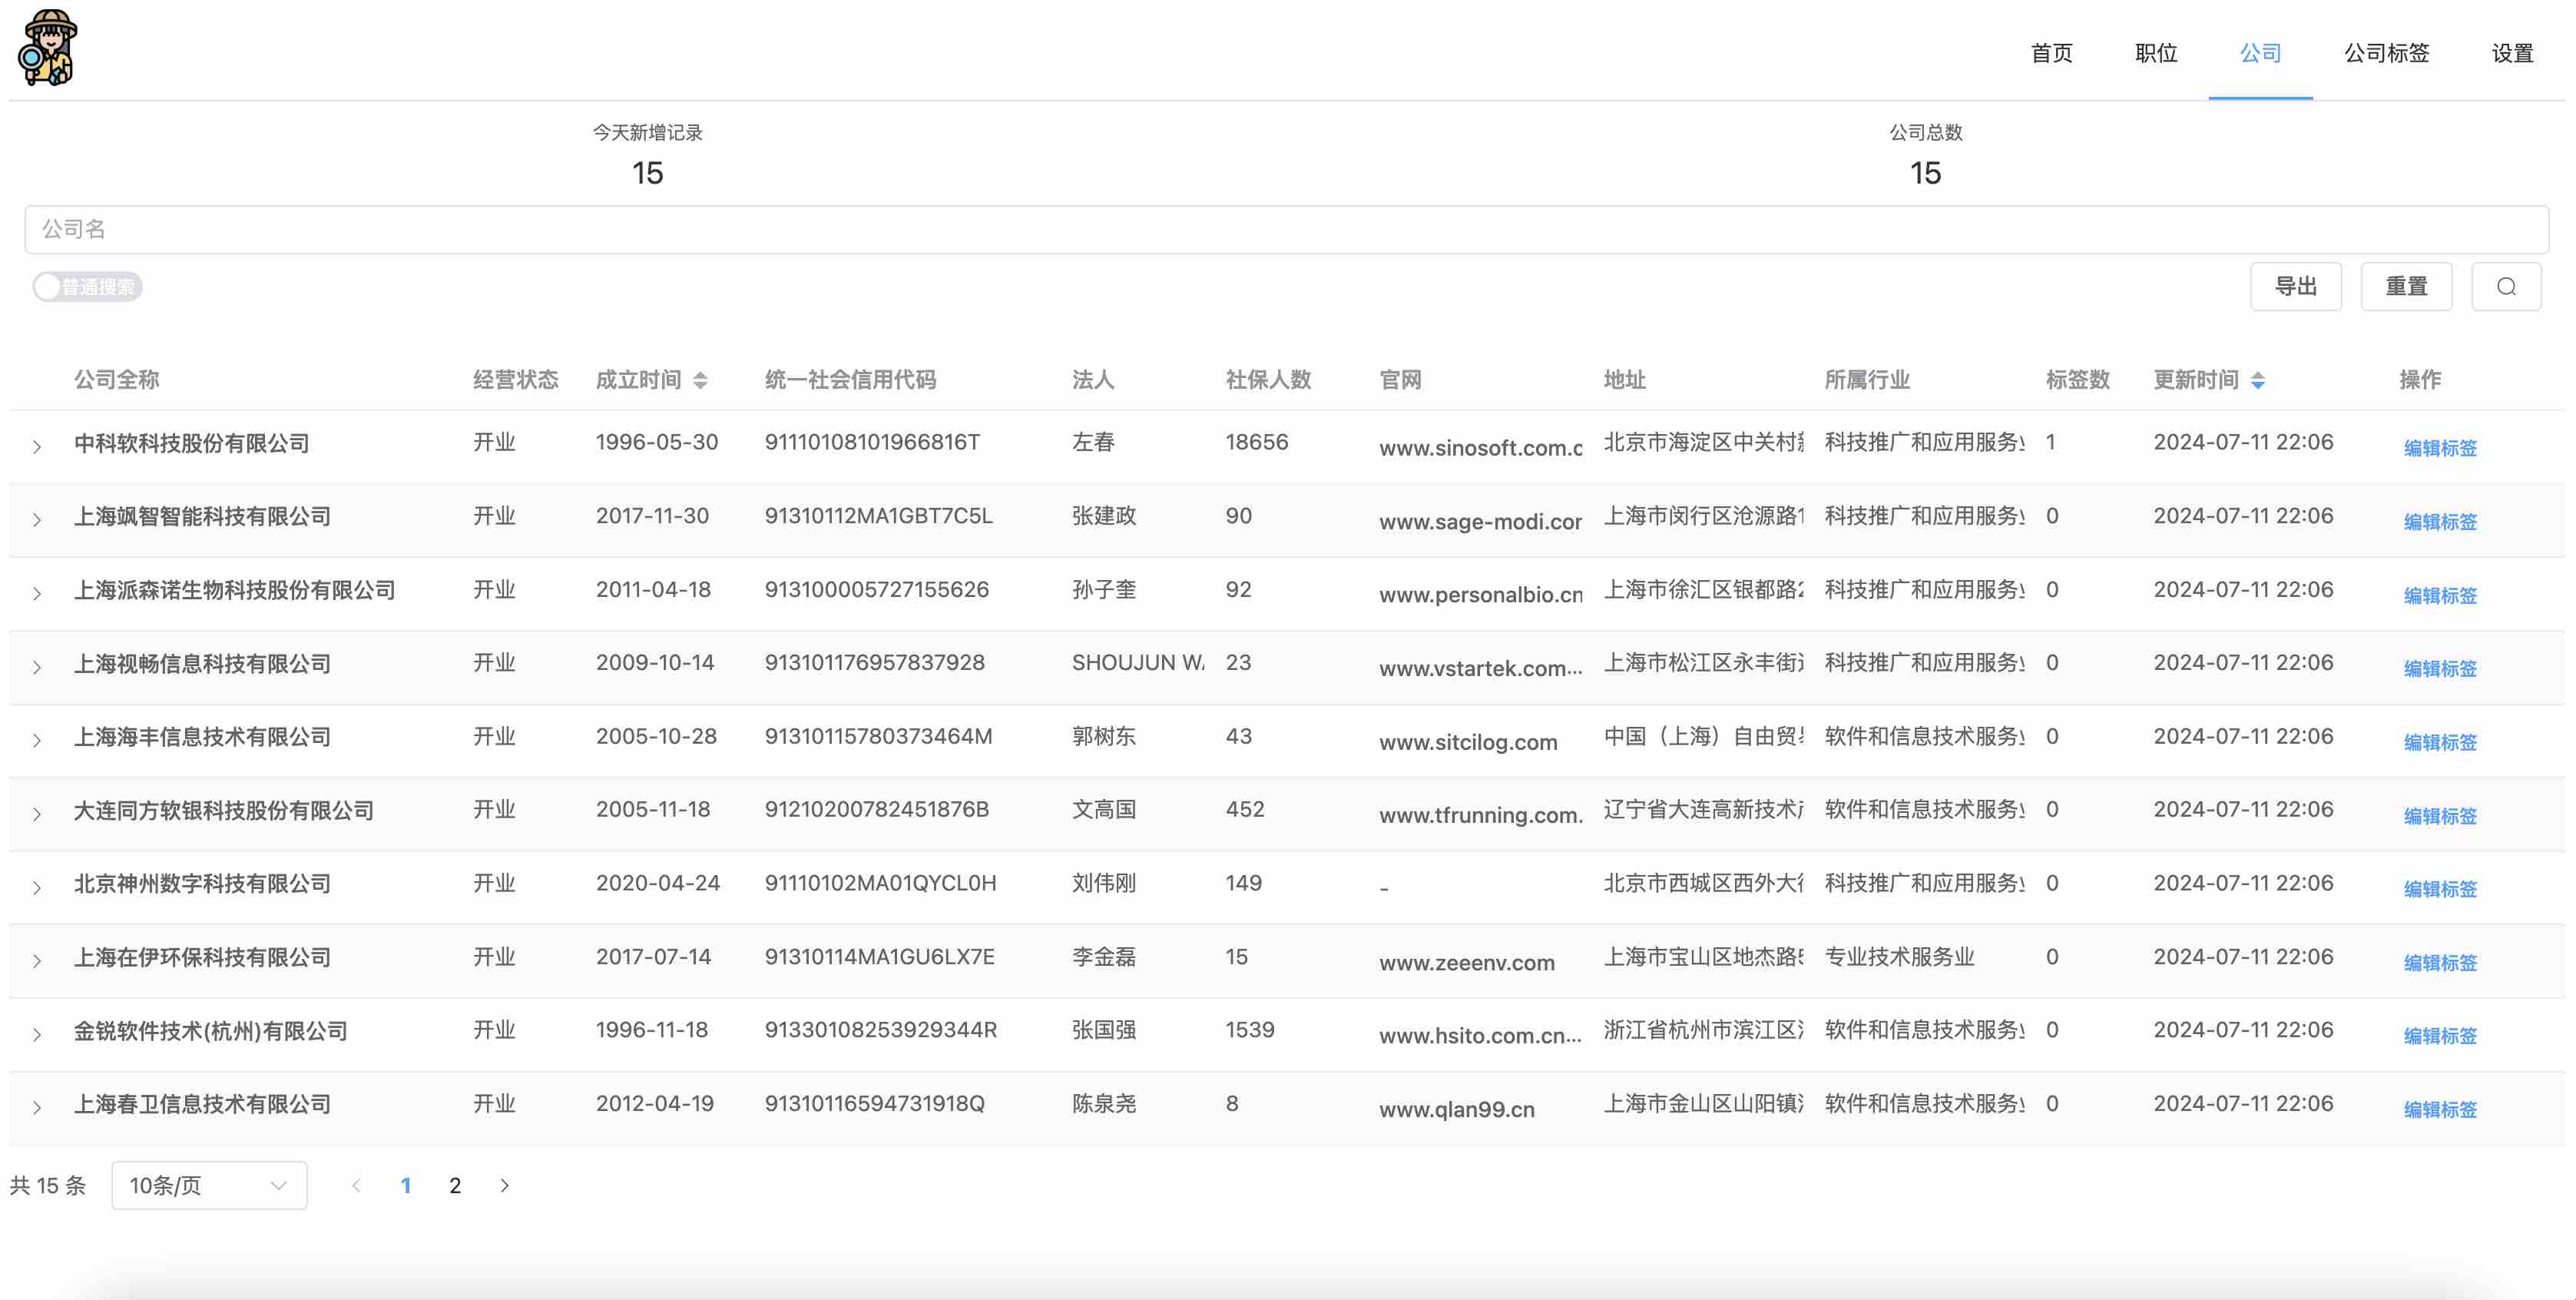 首页 职位 公司 公司标签 设置
今天新增记录 公司总数
15 15
公司名
普通搜索 导出 重置
公司全称 经营状态 成立时间 统一社会信用代码 法人 社保人数 官网 地址 所属行业 标签数 更新时间 操作
中科软科技股份有限公司 开业 1996-05-30 91110108101966816T 左春 18656 www.sinosoft.com.c 北京市海淀区中关村 科技推广和应用服务 1 2024-07-11 22:06 编辑标签
上海飒智智能科技有限公司 开业 2017-11-30 91310112MA1GBT7C5L 张建政 90 www.sage-modi.cor 上海市闵行区沧源路1 科技推广和应用服务 0 2024-07-11 22:06 编辑标签
上海派森诺生物科技股份有限公司 开业 2011-04-18 913100005727155626 孙子奎 92 www.personalbio.cn 上海市徐汇区银都路2 科技推广和应用服务 0 2024-07-11 22:06 编辑标签
上海视畅信息科技有限公司 开业 2009-10-14 913101176957837928 SHOUJUN W 23 www.vstartek.com... 上海市松江区永丰街 科技推广和应用服务 0 2024-07-11 22:06 编辑标签
上海海丰信息技术有限公司 开业 2005-10-28 91310115780373464M 郭树东 43 www.sitcilog.com 中国（上海）自由贸 软件和信息技术服务 0 2024-07-11 22:06 编辑标签
大连同方软银科技股份有限公司 开业 2005-11-18 91210200782451876B 文高国 452 www.tfrunning.com. 辽宁省大连高新技术 软件和信息技术服务 0 2024-07-11 22:06 编辑标签
北京神州数字科技有限公司 开业 2020-04-24 91110102MA01QYCL0H 刘伟刚 149 - 北京市西城区西外大 科技推广和应用服务 0 2024-07-11 22:06 编辑标签
上海在伊环保科技有限公司 开业 2017-07-14 91310114MA1GU6LX7E 李金磊 15 www.zeeenv.com 上海市宝山区地杰路5 专业技术服务业 0 2024-07-11 22:06 编辑标签
金锐软件技术(杭州)有限公司 开业 1996-11-18 91330108253929344R 张国强 1539 www.hsito.com.cn... 浙江省杭州市滨江区 软件和信息技术服务 0 2024-07-11 22:06 编辑标签
上海春卫信息技术有限公司 开业 2012-04-19 91310116594731918Q 陈泉尧 8 www.qlan99.cn 上海市金山区山阳镇 软件和信息技术服务 0 2024-07-11 22:06 编辑标签
共 15 条 10条/页 1 2